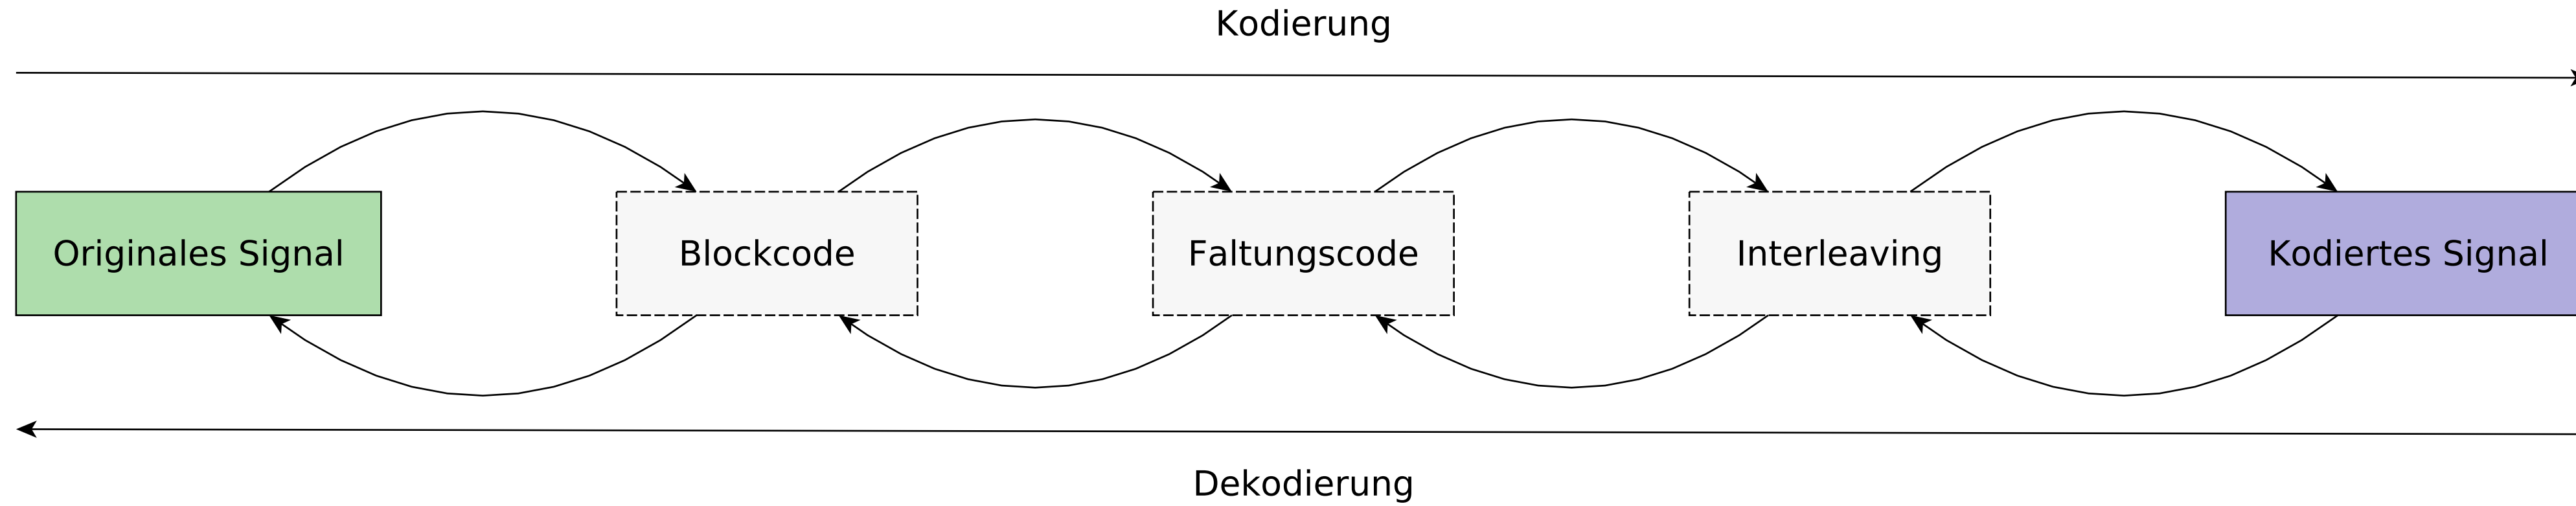 Kodierung
Originales Signal
Blockcode
Faltungscode
Interleaving
Kodiertes Signal
Dekodierung